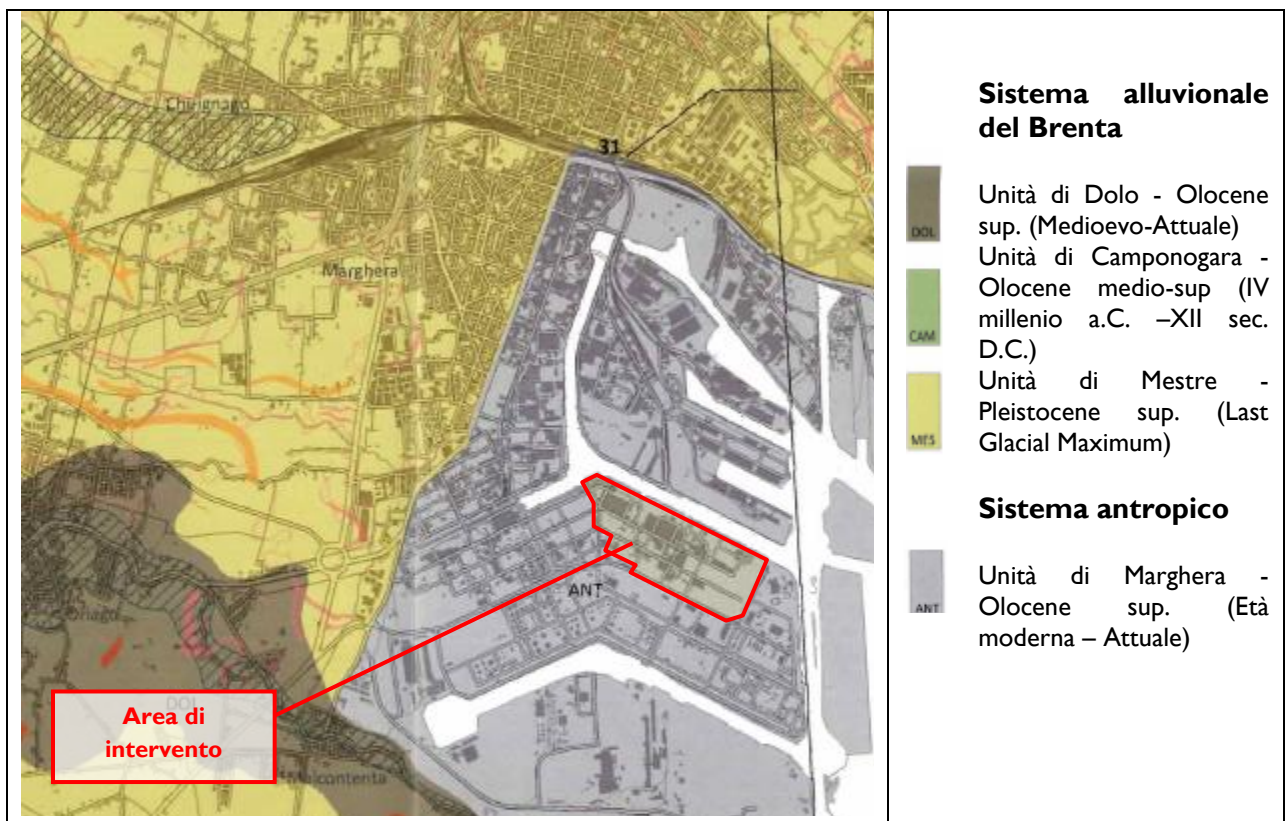 Chirignago
31
Marghera
ANT
Oriago
DOL
Area di
intervento
Malcontenta
Sistema alluvionale
del Brenta
DOL
Unità di Dolo - Olocene
sup. (Medioevo-Attuale)
CAM
Unità di Camponogara -
Olocene medio-sup (IV
millenio a.C. –XII sec.
D.C.)
MES
Unità di Mestre -
Pleistocene sup. (Last
Glacial Maximum)
Sistema antropico
ANT
Unità di Marghera -
Olocene sup. (Età
moderna – Attuale)